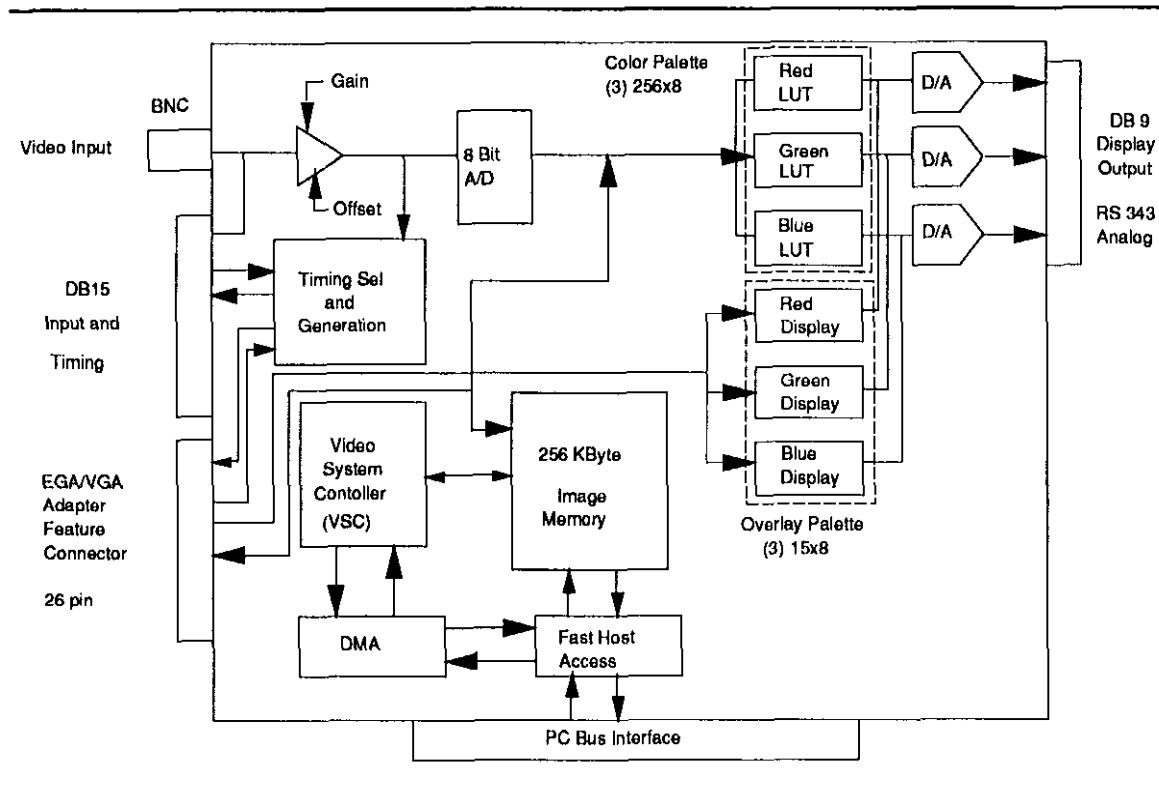 Color Palette
(3) 256x8
Red
LUT
Green
LUT
Blue
LUT
D/A
D/A
D/A
DB 9
Display
Output
RS 343
Analog
BNC
Video Input
Gain
Offset
8 Bit
A/D
DB15
Input and
Timing
Timing Sel
and
Generation
Red
Display
Green
Display
Blue
Display
Overlay Palette
(3) 15x8
EGA/VGA
Adapter
Feature
Connector
26 pin
Video
System
Contoller
(VSC)
256 KByte
Image
Memory
DMA
Fast Host
Access
PC Bus Interface